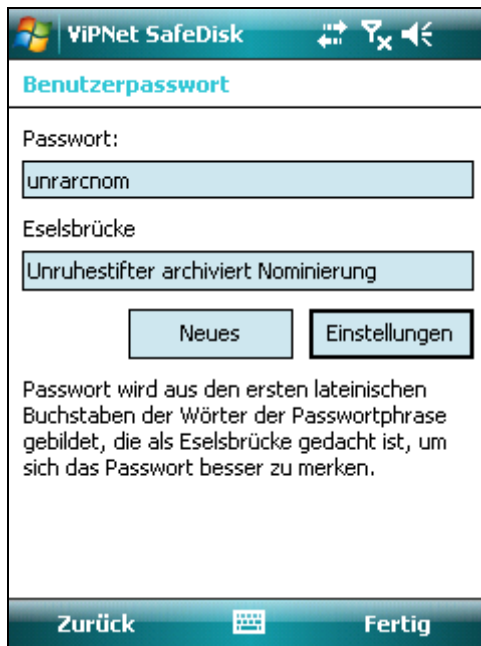 ViPNet SafeDisk
Benutzerpasswort
Passwort:
unrarcnom
Eselsbrücke
Unruhestifter archiviert Nominierung
Neues Einstellungen
Passwort wird aus den ersten lateinischen
Buchstaben der Wörter der Passwortphrase
gebildet, die als Eselsbrücke gedacht ist, um
sich das Passwort besser zu merken.
Zurück Fertig